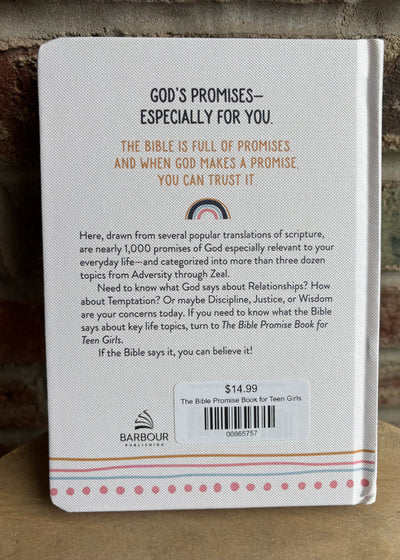 GOD'S PROMISES—
ESPECIALLY FOR YOU.
THE BIBLE IS FULL OF PROMISES.
AND WHEN GOD MAKES A PROMISE,
YOU CAN TRUST IT.
Here, drawn from several popular translations of scripture,
are nearly 1,000 promises of God especially relevant to your
everyday life—and categorized into more than three dozen
topics from Adversity through Zeal.
Need to know what God says about Relationships? How
about Temptation? Or maybe Discipline, Justice, or Wisdom
are your concerns today. If you need to know what the Bible
says about key life topics, turn to The Bible Promise Book for
Teen Girls.
If the Bible says it, you can believe it!
$14.99
The Bible Promise Book for Teen Girls
00865757
BARBOUR
PUBLISHING